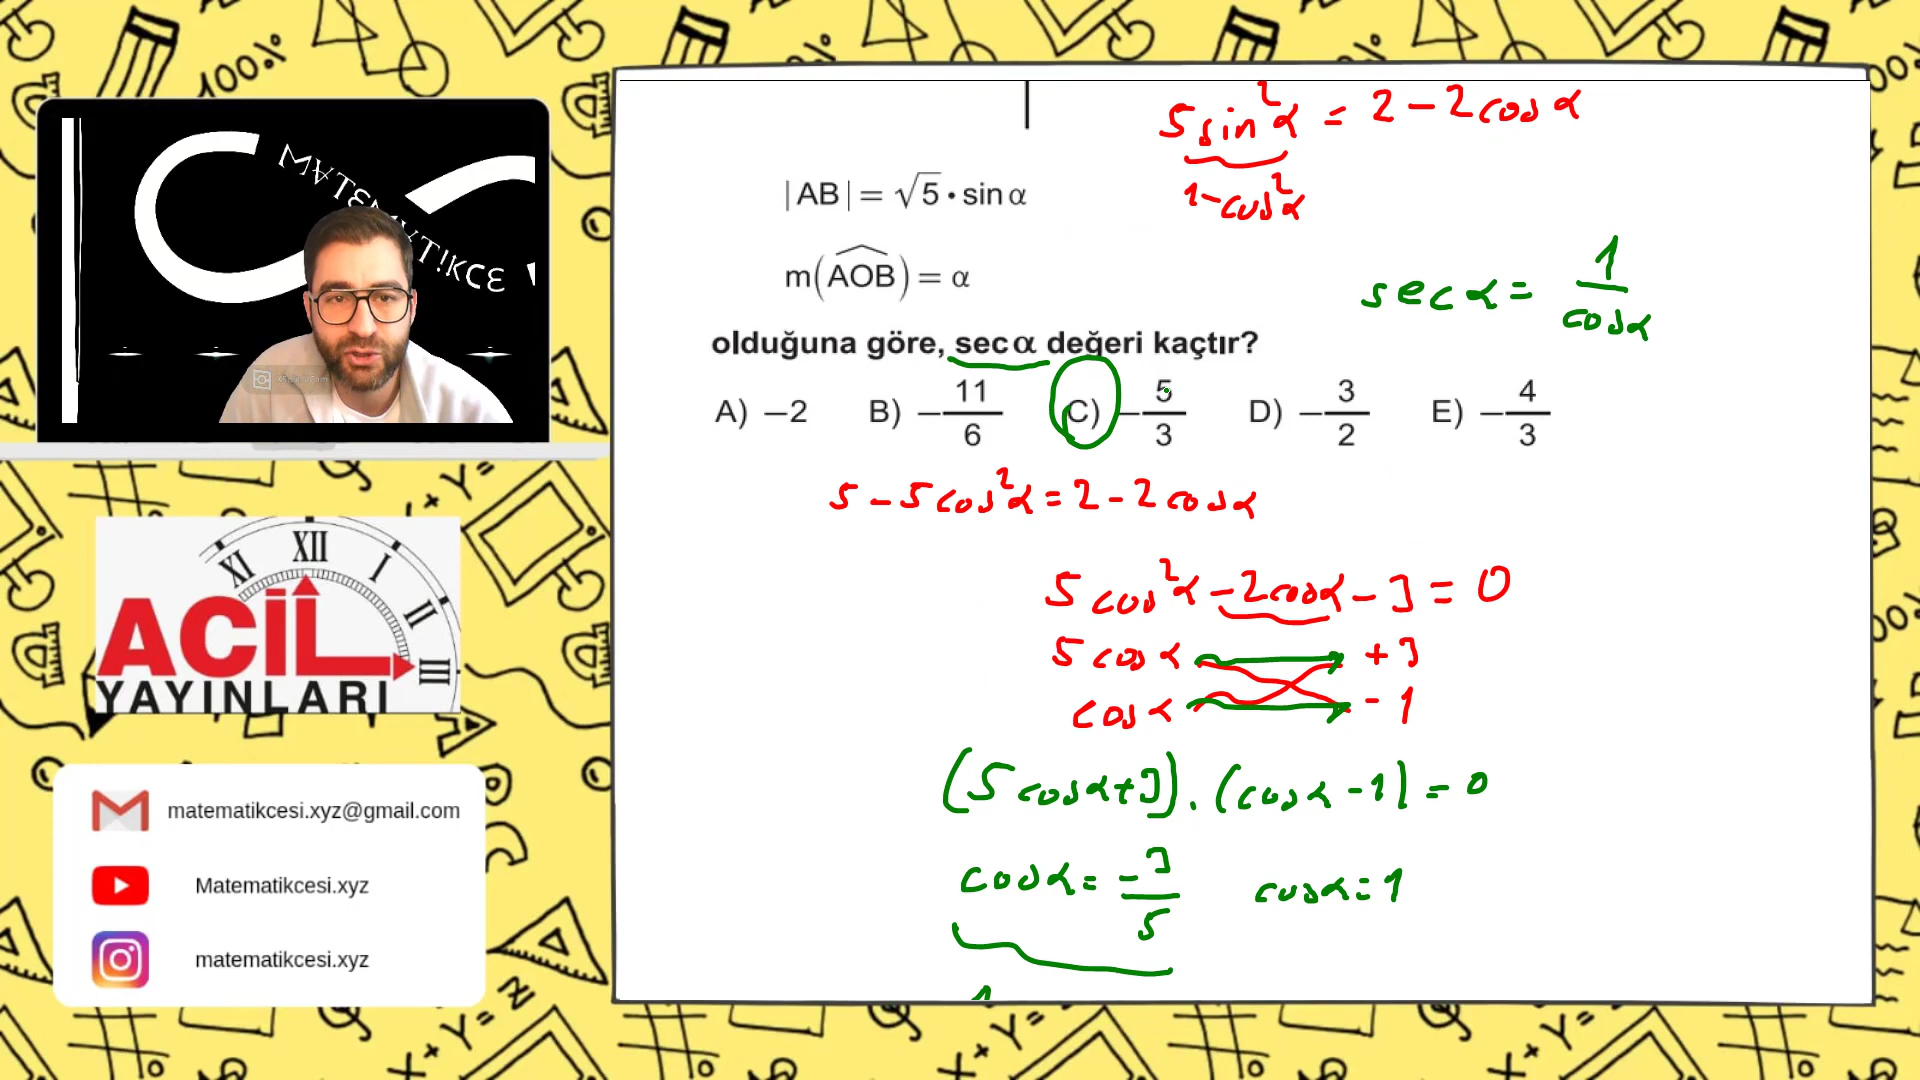 100%
MATEMATİKCE
XI XII I II III
ACİL
YAYINLARI
matematikcesi.xyz@gmail.com
Matematikcesi.xyz
matematikcesi.xyz
5 sin²α = 2 - 2 cos α
1 - cos²α
|AB| = √5 • sin α
m(AOB) = α
sec α = 1/cos α
olduğuna göre, sec α değeri kaçtır?
A) -2 B) -11/6 C) -5/3 D) -3/2 E) -4/3
5 - 5 cos²α = 2 - 2 cos α
5 cos²α - 2cosα - 3 = 0
5 cos α + 3
cos α - 1
(5 cos α + 3) . (cos α - 1) = 0
cos α = -3/5 cos α = 1